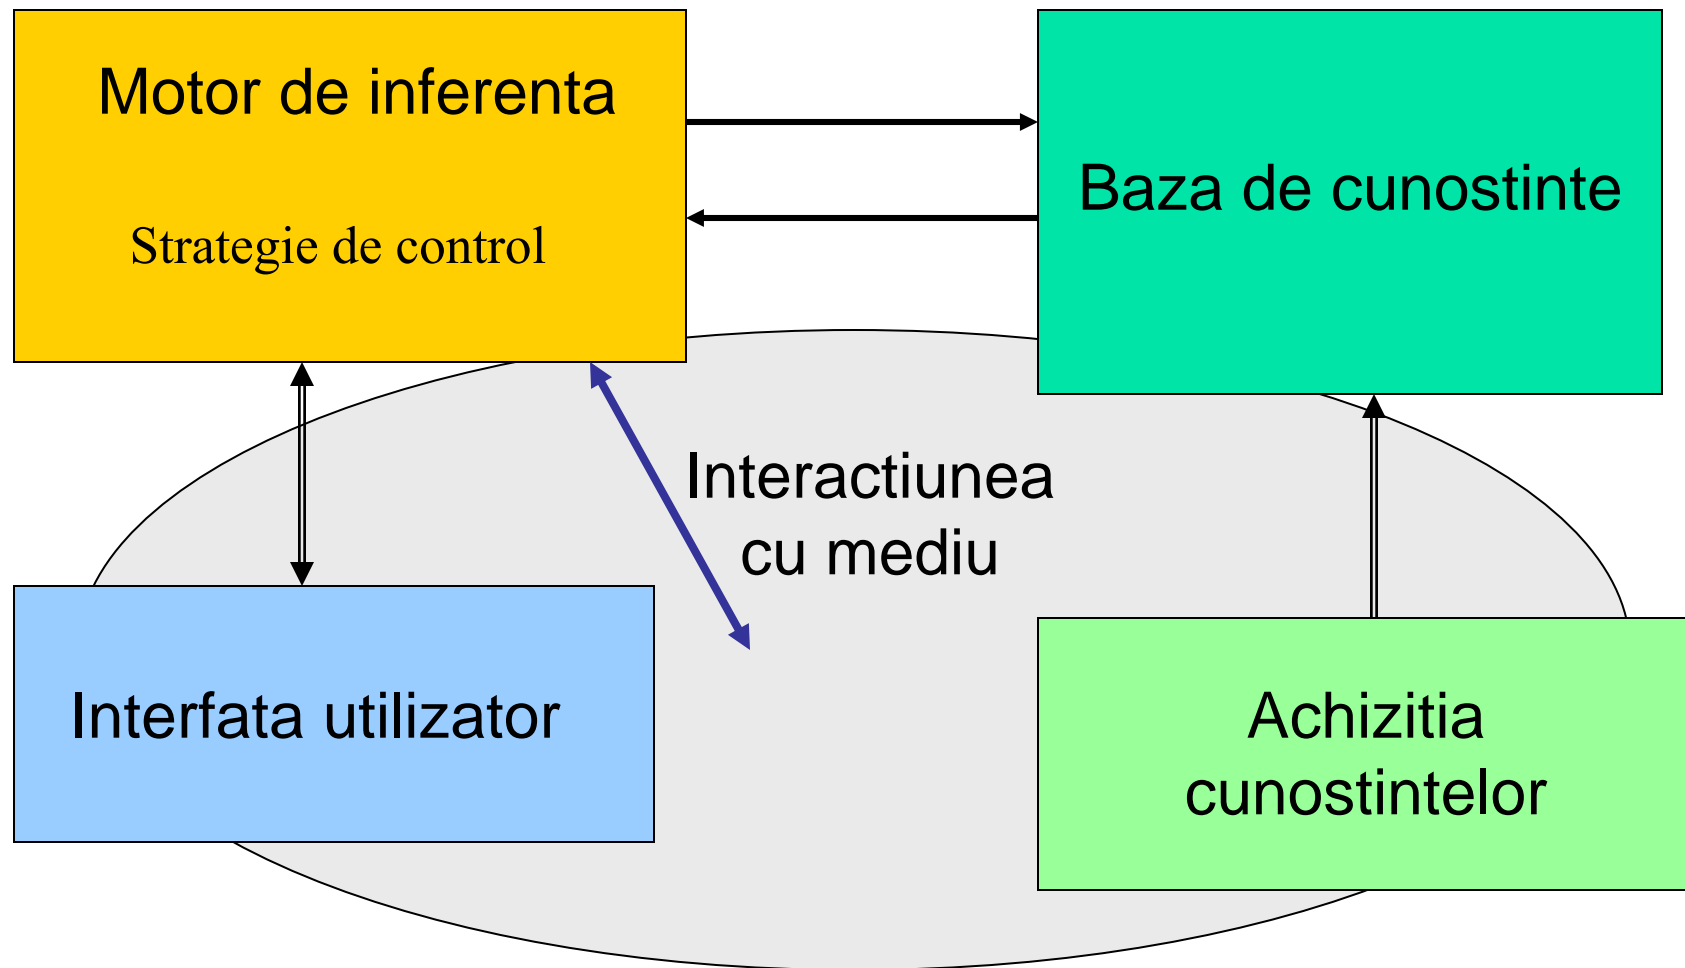 Motor de inferenta
Strategie de control
Baza de cunostinte
Interactiunea
cu mediu
Interfata utilizator
Achizitia
cunostintelor